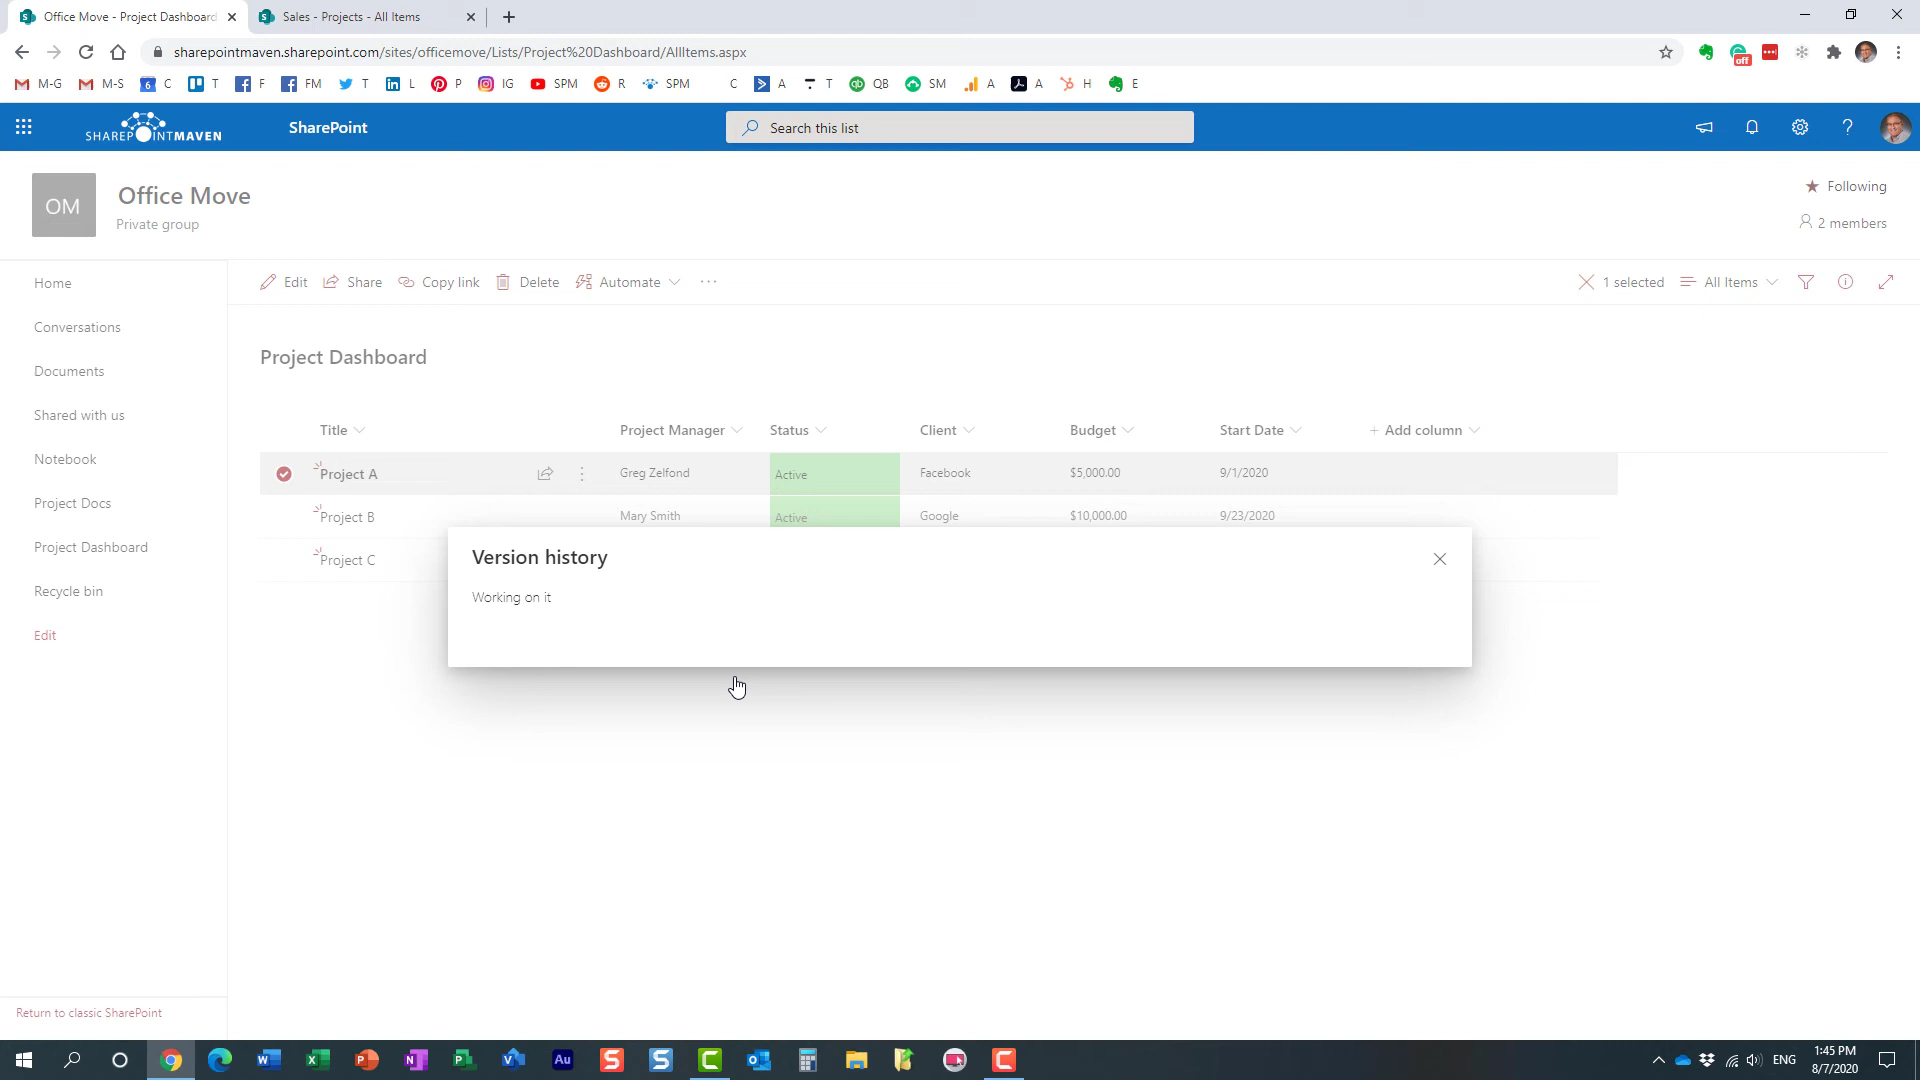 Office Move - Project Dashboard
Sales - Projects - All Items
sharepointmaven.sharepoint.com/sites/officemove/Lists/Project%20Dashboard/AllItems.aspx
off
M-G
M-S
6 C
T
F
FM
T
L
P
IG
SPM
R
SPM
C
A
T
QB
SM
A
A
H
E
SHAREPOINTMAVEN
SharePoint
Search this list
OM
Office Move
Private group
Following
2 members
Home
Conversations
Documents
Shared with us
Notebook
Project Docs
Project Dashboard
Recycle bin
Edit
Return to classic SharePoint
Edit Share Copy link Delete Automate
1 selected All Items
Project Dashboard
Title Project Manager Status Client Budget Start Date + Add column
Project A Greg Zelfond Active Facebook $5,000.00 9/1/2020
Project B Mary Smith Active Google $10,000.00 9/23/2020
Project C
Version history
Working on it
ENG
1:45 PM
8/7/2020